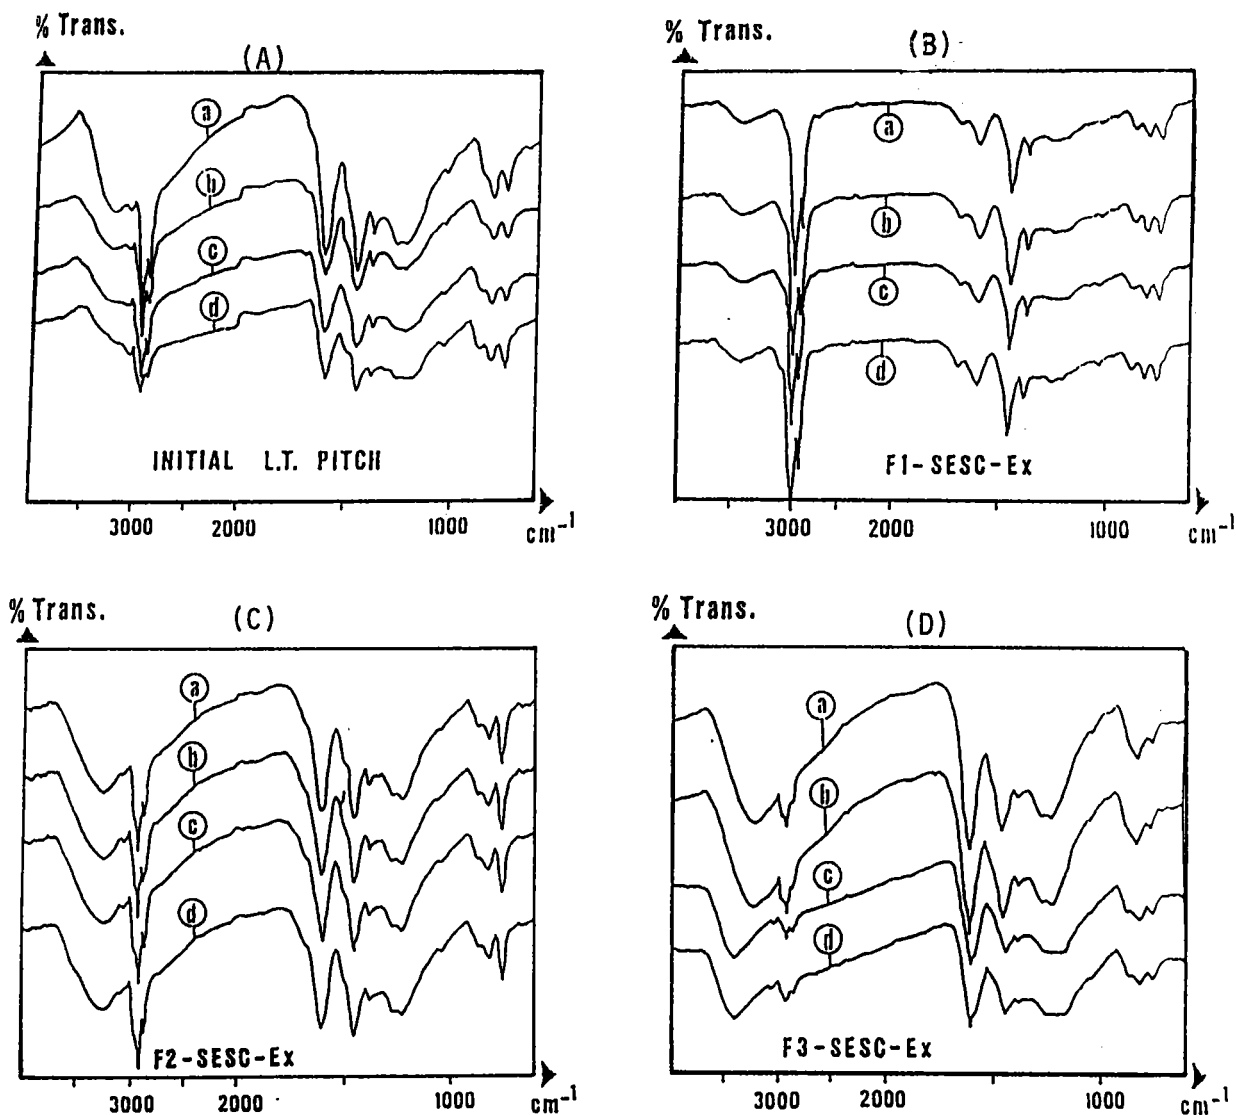 % Trans.
(A)
a
b
c
d
INITIAL L.T. PITCH
3000 2000 1000 cm-1
% Trans.
(B)
a
b
c
d
F1-SESC-Ex
3000 2000 1000 cm-1
% Trans.
(C)
a
b
c
d
F2-SESC-Ex
3000 2000 1000 cm-1
% Trans.
(D)
a
b
c
d
F3-SESC-Ex
3000 2000 1000 cm-1